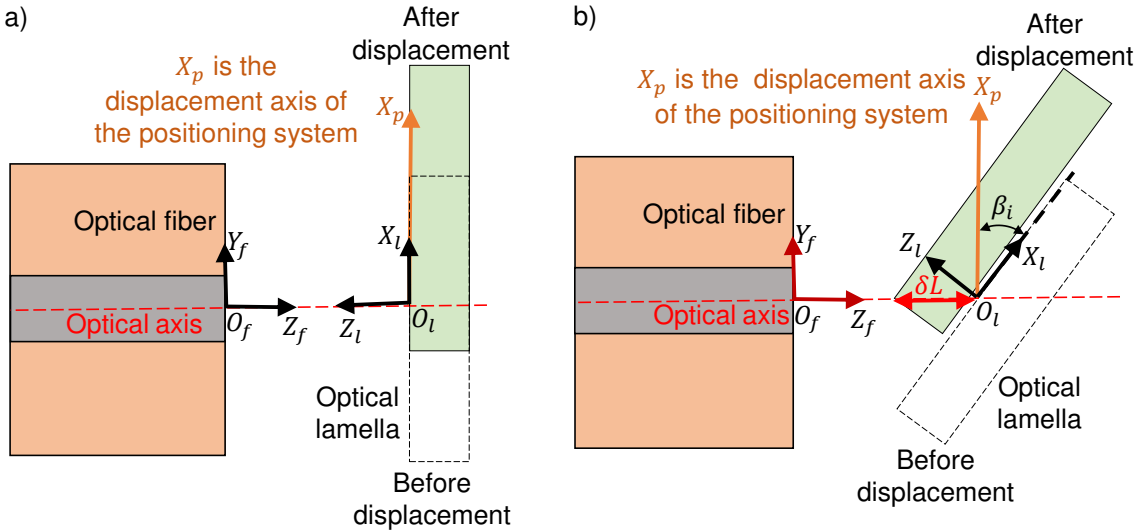 a)
X_p is the
displacement axis of
the positioning system
After
displacement
X_p
Optical fiber
Y_f
X_l
Optical axis
O_f
Z_f
Z_l
O_l
Optical
lamella
Before
displacement
b)
After
displacement
X_p is the displacement axis
of the positioning system
X_p
Optical fiber
Y_f
β_i
Z_l
X_l
δL
Optical axis
O_f
Z_f
O_l
Optical
lamella
Before
displacement